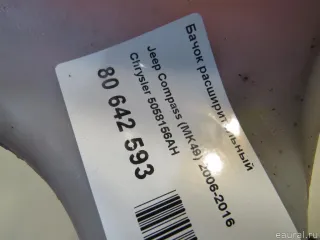 Бачок расширительный
Jeep Compass (MK49) 2006-2016
Chrysler 5058156AH
80 642 593
eaural.ru